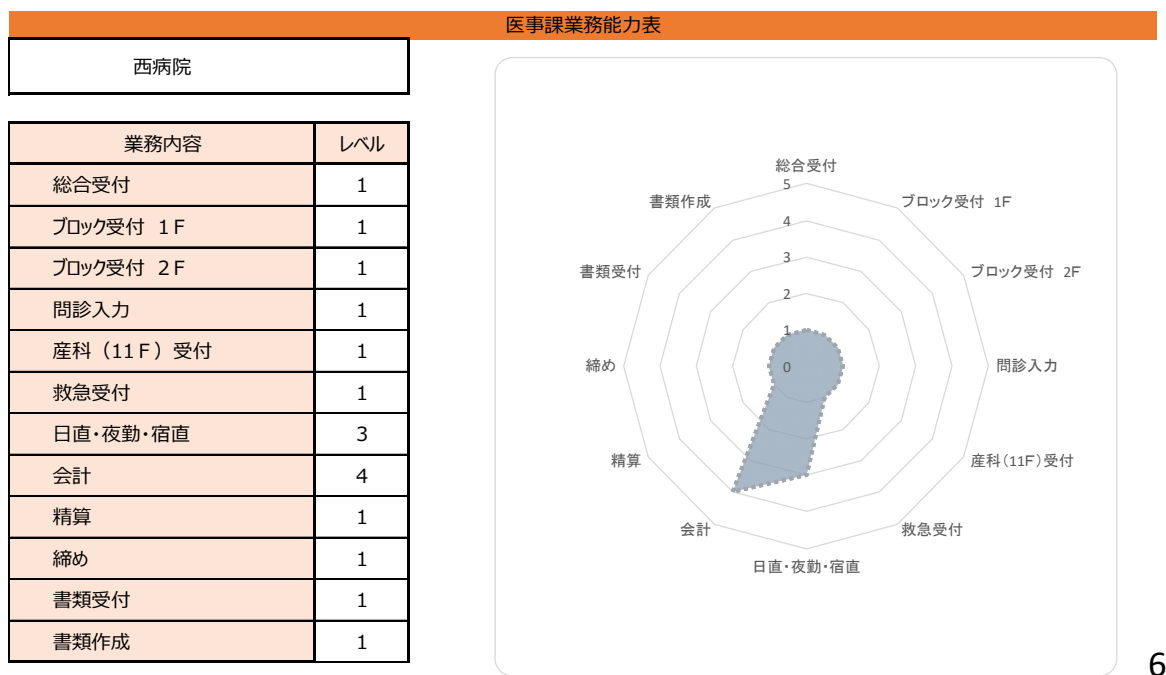 医事課業務能力表
西病院
業務内容 レベル
総合受付 1
ブロック受付 1F 1
ブロック受付 2F 1
問診入力 1
産科（11F）受付 1
救急受付 1
日直・夜勤・宿直 3
会計 4
精算 1
締め 1
書類受付 1
書類作成 1
総合受付
ブロック受付 1F
ブロック受付 2F
問診入力
産科（11F）受付
救急受付
日直・夜勤・宿直
会計
精算
締め
書類受付
書類作成
5
4
3
2
1
0
6